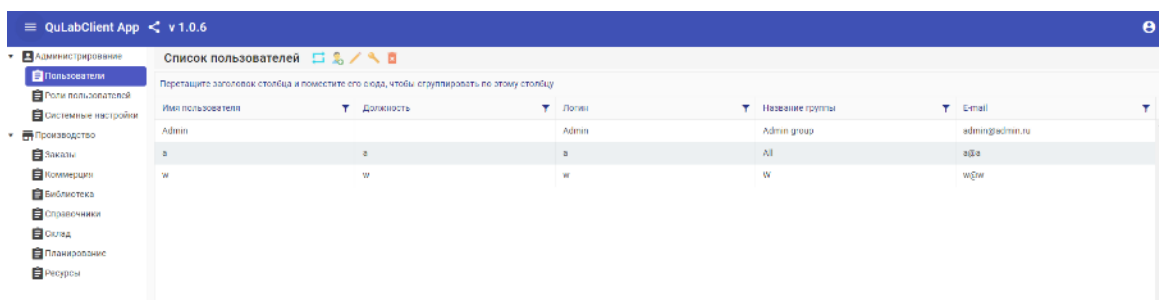 QuLabClient App v 1.0.6
Администрирование
Пользователи
Роли пользователей
Системные настройки
Производство
Заказы
Коммерция
Библиотека
Справочники
Склад
Планирование
Ресурсы
Список пользователей
Перетащите заголовок столбца и поместите его сюда, чтобы сгруппировать по этому столбцу
Имя пользователя Должность Логин Название группы E-mail
Admin Admin Admin group admin@admin.ru
a a a All a@a
w w w W w@w